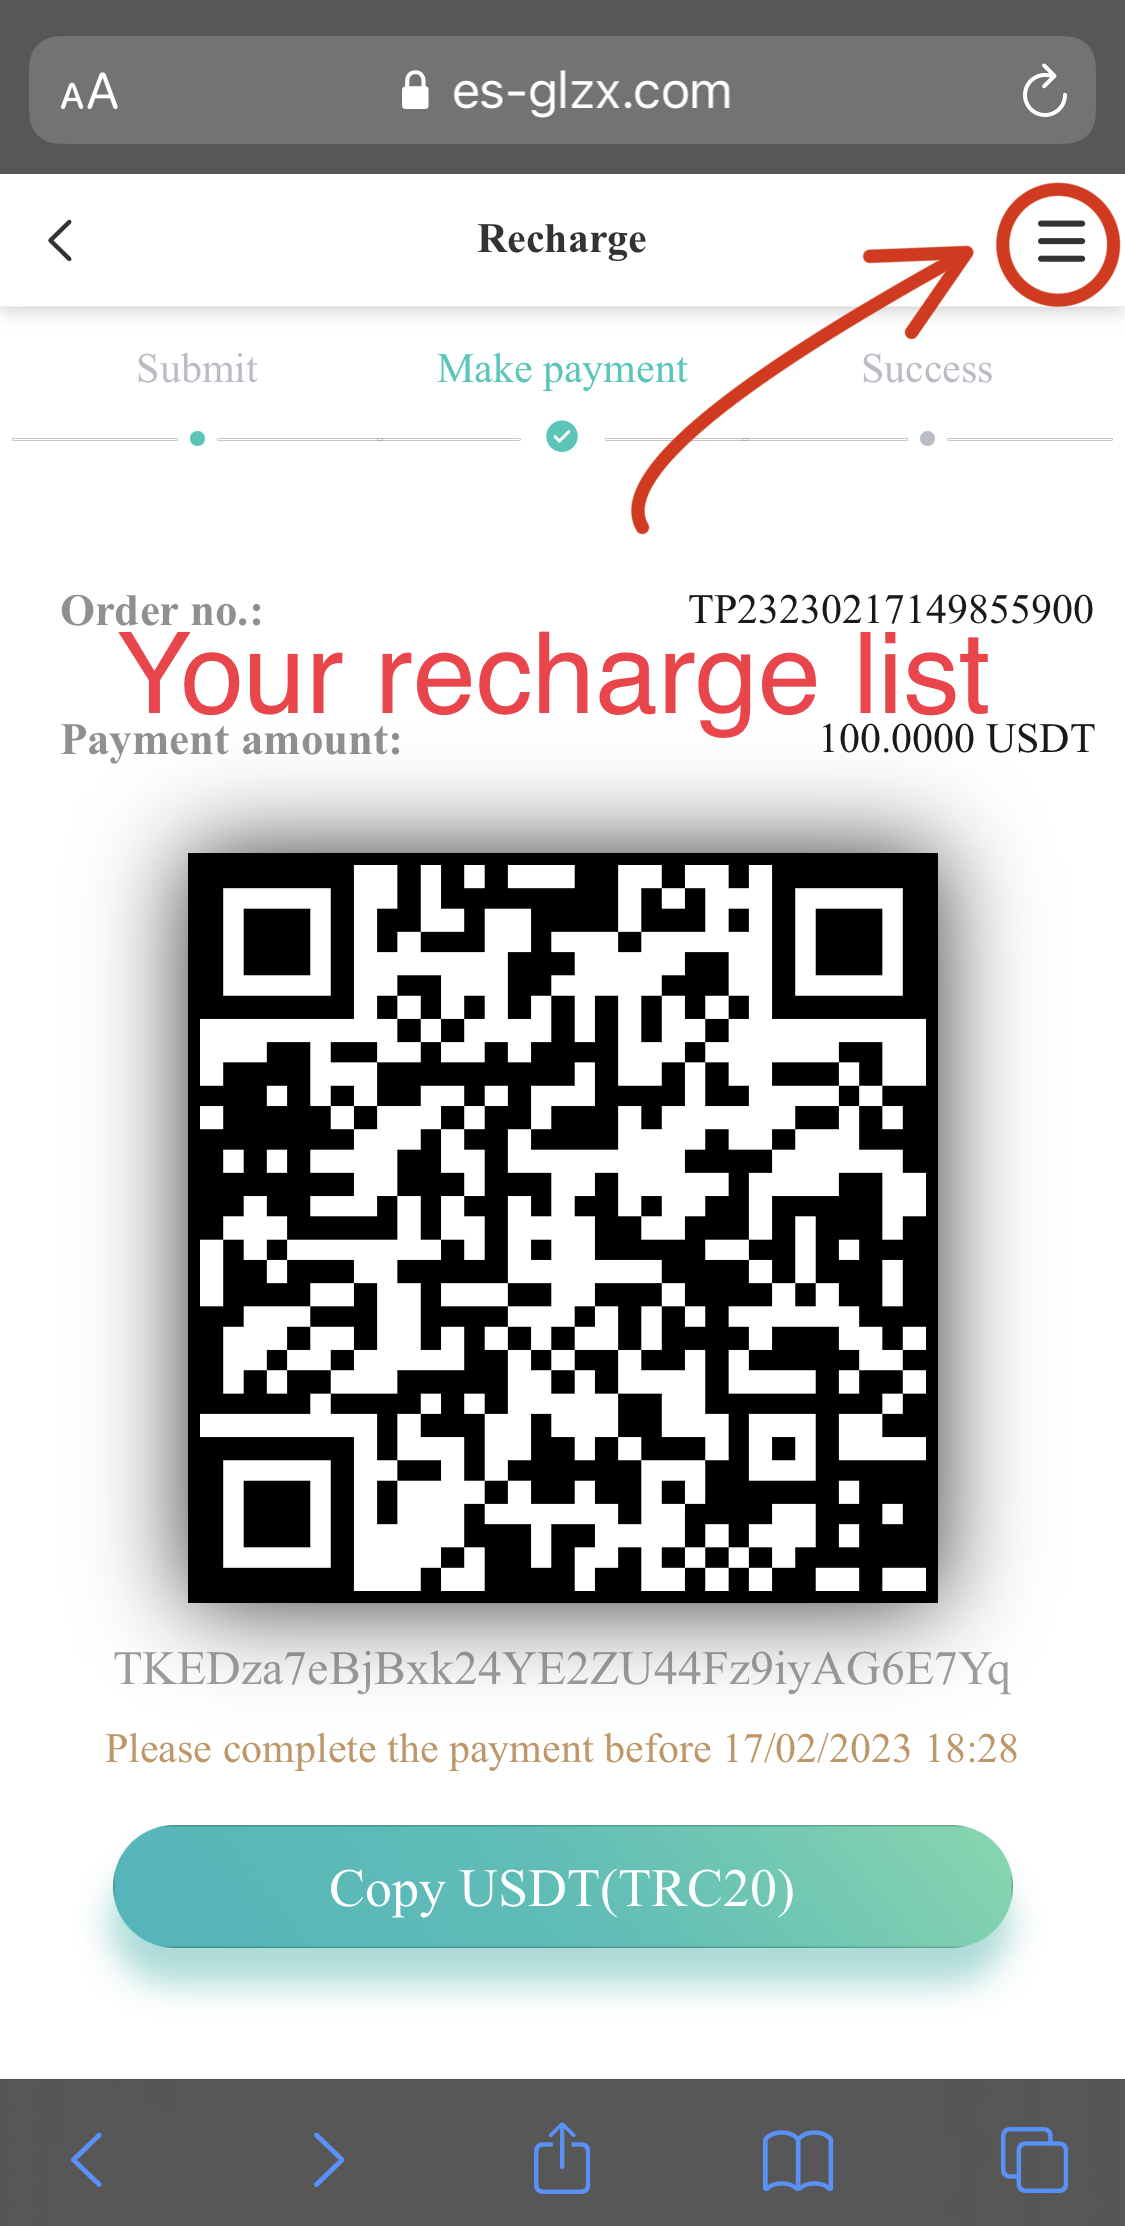 AA es-glzx.com
Recharge
Submit Make payment Success
Order no.: TP23230217149855900
Your recharge list
Payment amount: 100.0000 USDT
TKEDza7eBjBxk24YE2ZU44Fz9iyAG6E7Yq
Please complete the payment before 17/02/2023 18:28
Copy USDT(TRC20)